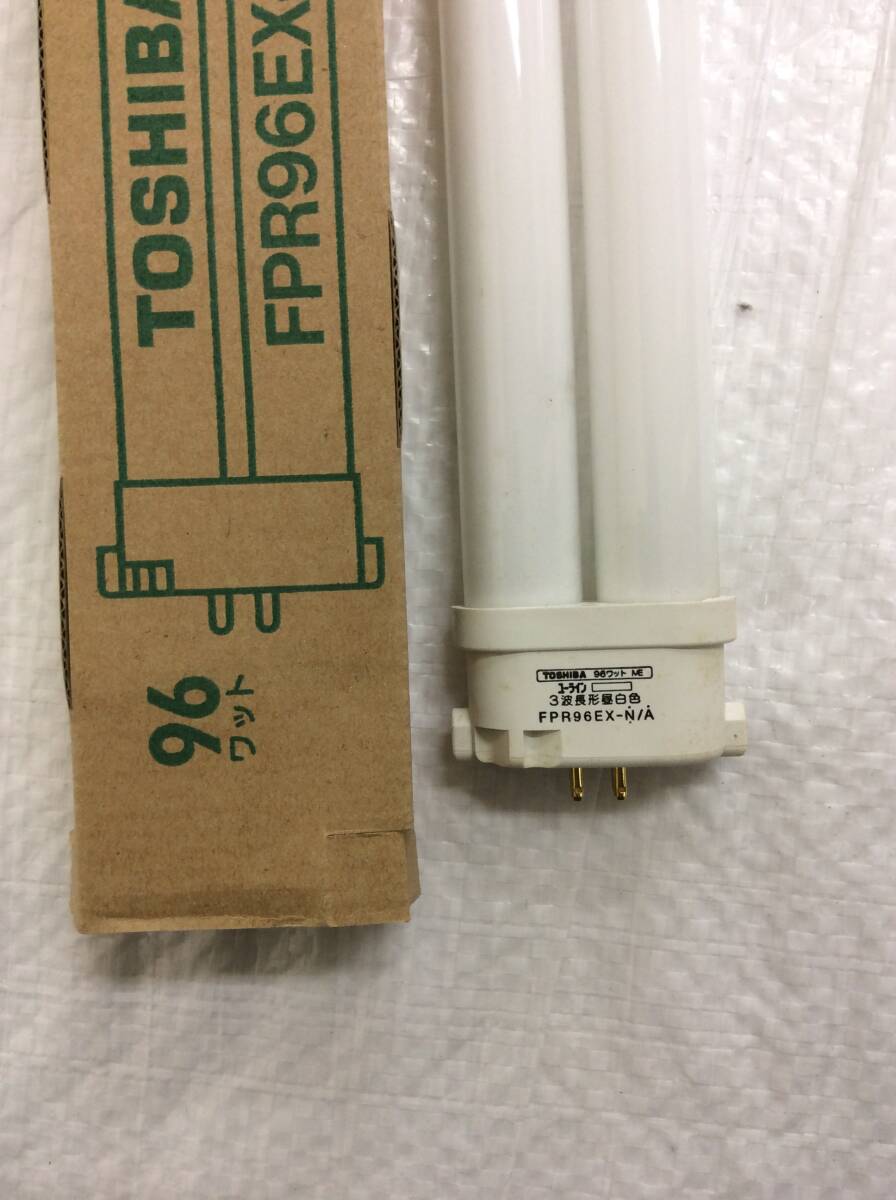 TOSHIBA
FPR96EX-
96
ワット
TOSHIBA 96ワット ME
ユーライン
3波長形昼白色
FPR96EX-N/A